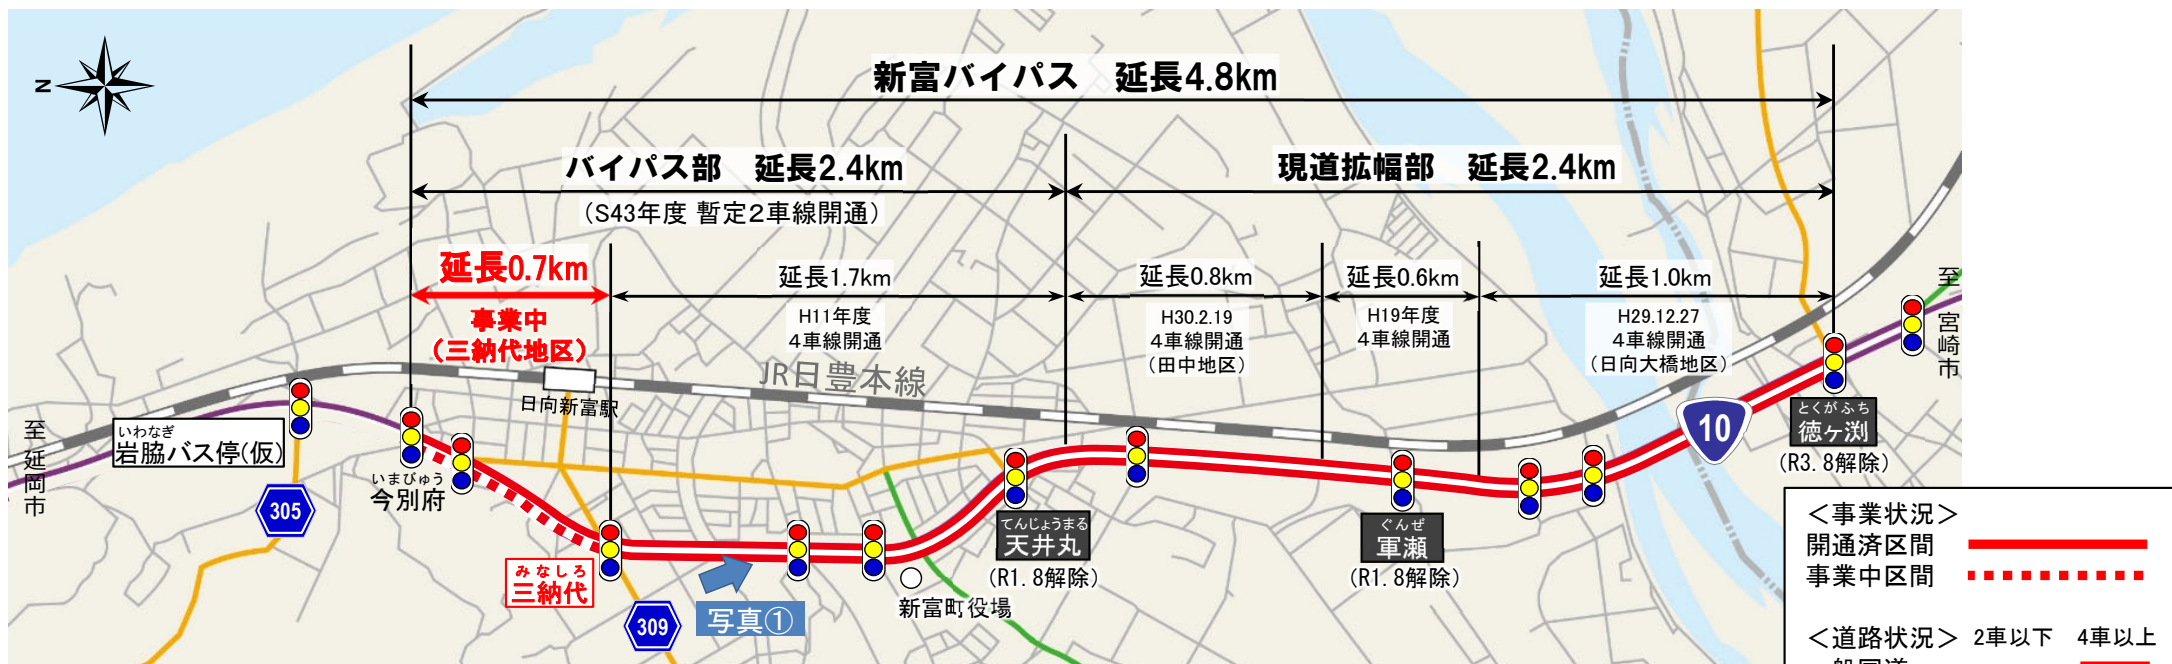 新富バイパス　延長4.8km
N
バイパス部　延長2.4km
現道拡幅部　延長2.4km
（S43年度 暫定2車線開通）
延長0.7km
事業中
（三納代地区）
延長1.7km
H11年度
4車線開通
延長0.8km
H30.2.19
4車線開通
（田中地区）
延長0.6km
H19年度
4車線開通
延長1.0km
H29.12.27
4車線開通
（日向大橋地区）
至 宮崎市
JR日豊本線
日向新富駅
至 延岡市
いわなぎ
岩脇バス停(仮)
305
いまびゅう
今別府
みなしろ
三納代
309
写真①
新富町役場
てんじょうまる
天井丸
（R1.8解除）
ぐんぜ
軍瀬
（R1.8解除）
10
とくがふち
徳ヶ渕
（R3.8解除）
＜事業状況＞
開通済区間
事業中区間
＜道路状況＞ 2車以下 4車以上